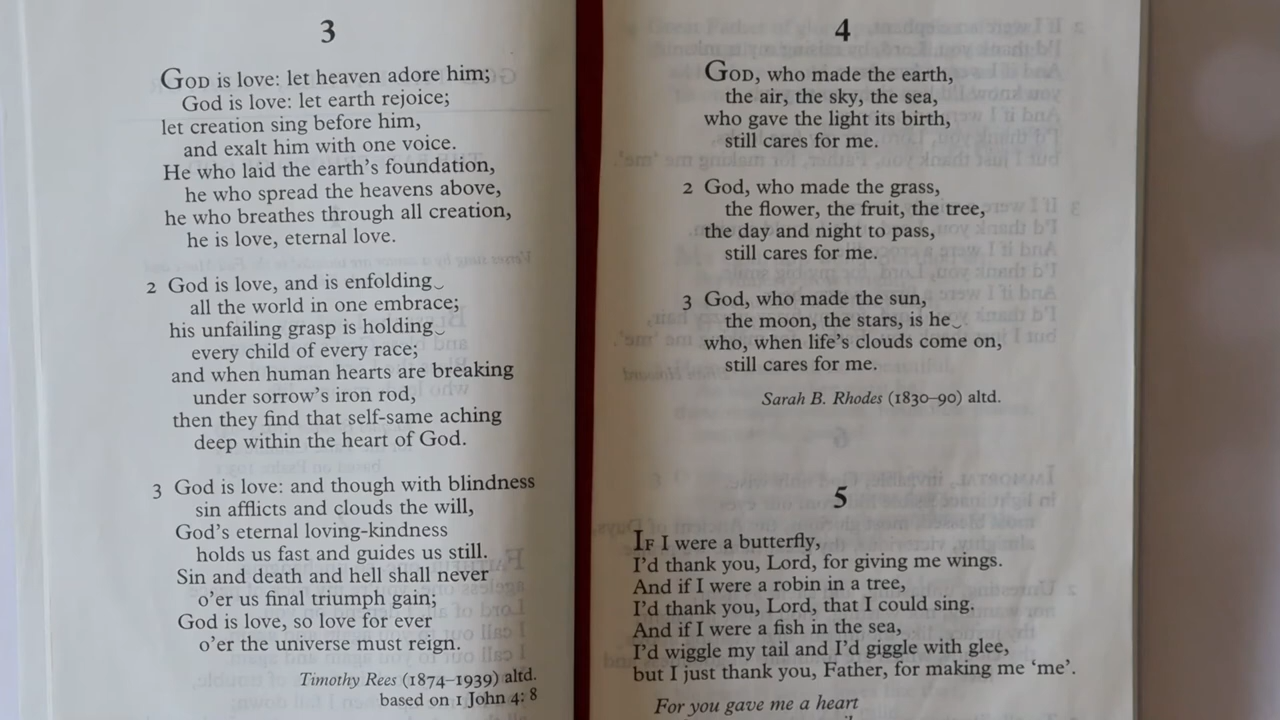 3
GOD is love: let heaven adore him;
God is love: let earth rejoice;
let creation sing before him,
and exalt him with one voice.
He who laid the earth's foundation,
he who spread the heavens above,
he who breathes through all creation,
he is love, eternal love.
2 God is love, and is enfolding‿
all the world in one embrace;
his unfailing grasp is holding‿
every child of every race;
and when human hearts are breaking
under sorrow's iron rod,
then they find that self-same aching
deep within the heart of God.
3 God is love: and though with blindness
sin afflicts and clouds the will,
God's eternal loving-kindness
holds us fast and guides us still.
Sin and death and hell shall never
o'er us final triumph gain;
God is love, so love for ever
o'er the universe must reign.
Timothy Rees (1874–1939) altd.
based on 1 John 4: 8
4
GOD, who made the earth,
the air, the sky, the sea,
who gave the light its birth,
still cares for me.
2 God, who made the grass,
the flower, the fruit, the tree,
the day and night to pass,
still cares for me.
3 God, who made the sun,
the moon, the stars, is he‿
who, when life's clouds come on,
still cares for me.
Sarah B. Rhodes (1830–90) altd.
5
IF I were a butterfly,
I'd thank you, Lord, for giving me wings.
And if I were a robin in a tree,
I'd thank you, Lord, that I could sing.
And if I were a fish in the sea,
I'd wiggle my tail and I'd giggle with glee,
but I just thank you, Father, for making me 'me'.
For you gave me a heart